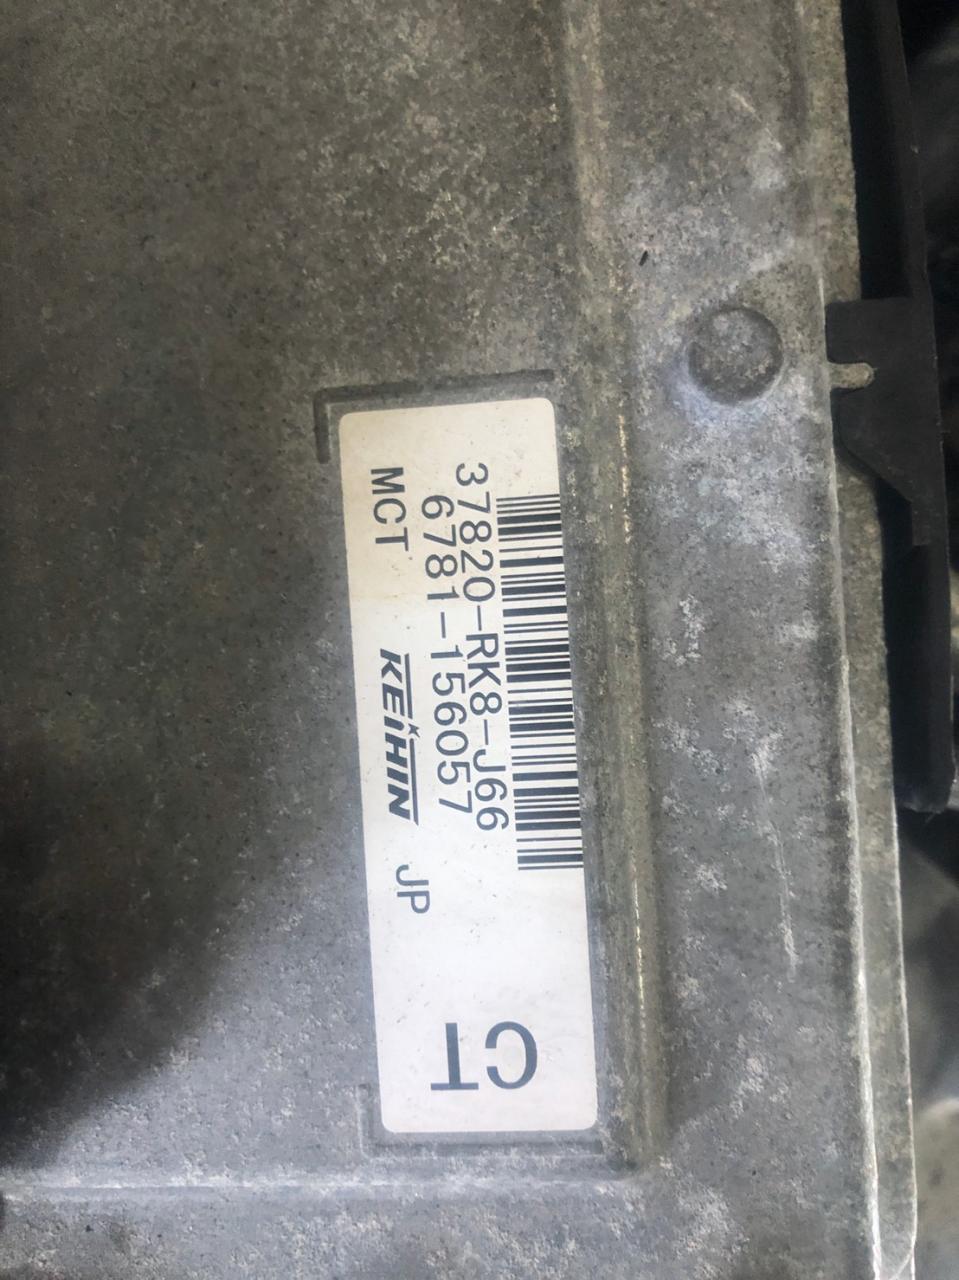 37820-RK8-J66
6781-156057
MCT KEIHIN JP
CT